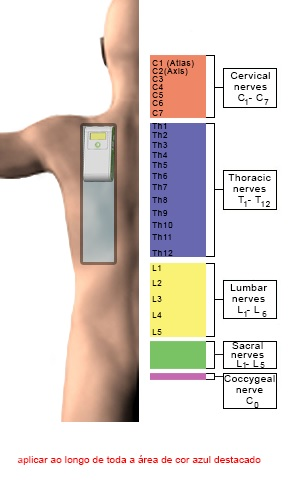 C1 (Atlas)
C2(Axis)
C3
C4
C5
C6
C7
Cervical
nerves
C1- C7
Th1
Th2
Th3
Th4
Th5
Th6
Th7
Th8
Th9
Th10
Th11
Th12
Thoracic
nerves
T1- T12
L1
L2
L3
L4
L5
Lumbar
nerves
L1- L6
Sacral
nerves
L1- L5
Coccygeal
nerve
C0
aplicar ao longo de toda a área de cor azul destacado